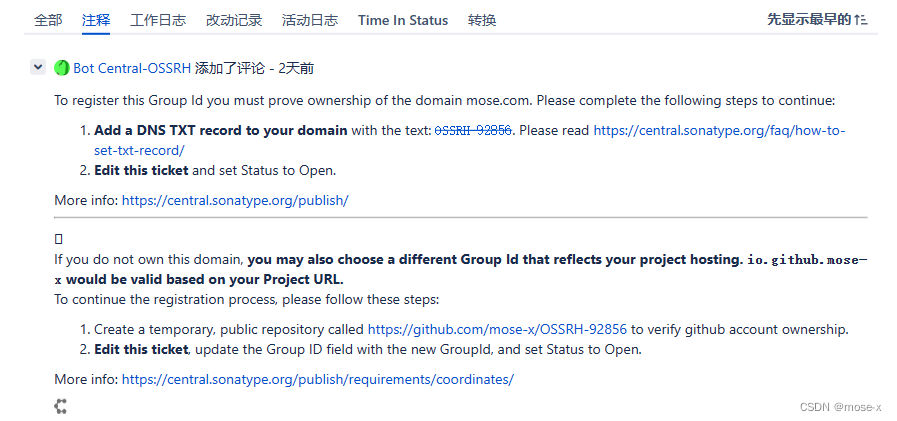 全部 注释 工作日志 改动记录 活动日志 Time In Status 转换 先显示最早的
Bot Central-OSSRH 添加了评论 - 2天前
To register this Group Id you must prove ownership of the domain mose.com. Please complete the following steps to continue:
1. Add a DNS TXT record to your domain with the text: OSSRH-92856. Please read https://central.sonatype.org/faq/how-to-
set-txt-record/
2. Edit this ticket and set Status to Open.
More info: https://central.sonatype.org/publish/
If you do not own this domain, you may also choose a different Group Id that reflects your project hosting. io.github.mose-
x would be valid based on your Project URL.
To continue the registration process, please follow these steps:
1. Create a temporary, public repository called https://github.com/mose-x/OSSRH-92856 to verify github account ownership.
2. Edit this ticket, update the Group ID field with the new GroupId, and set Status to Open.
More info: https://central.sonatype.org/publish/requirements/coordinates/
CSDN @mose-x